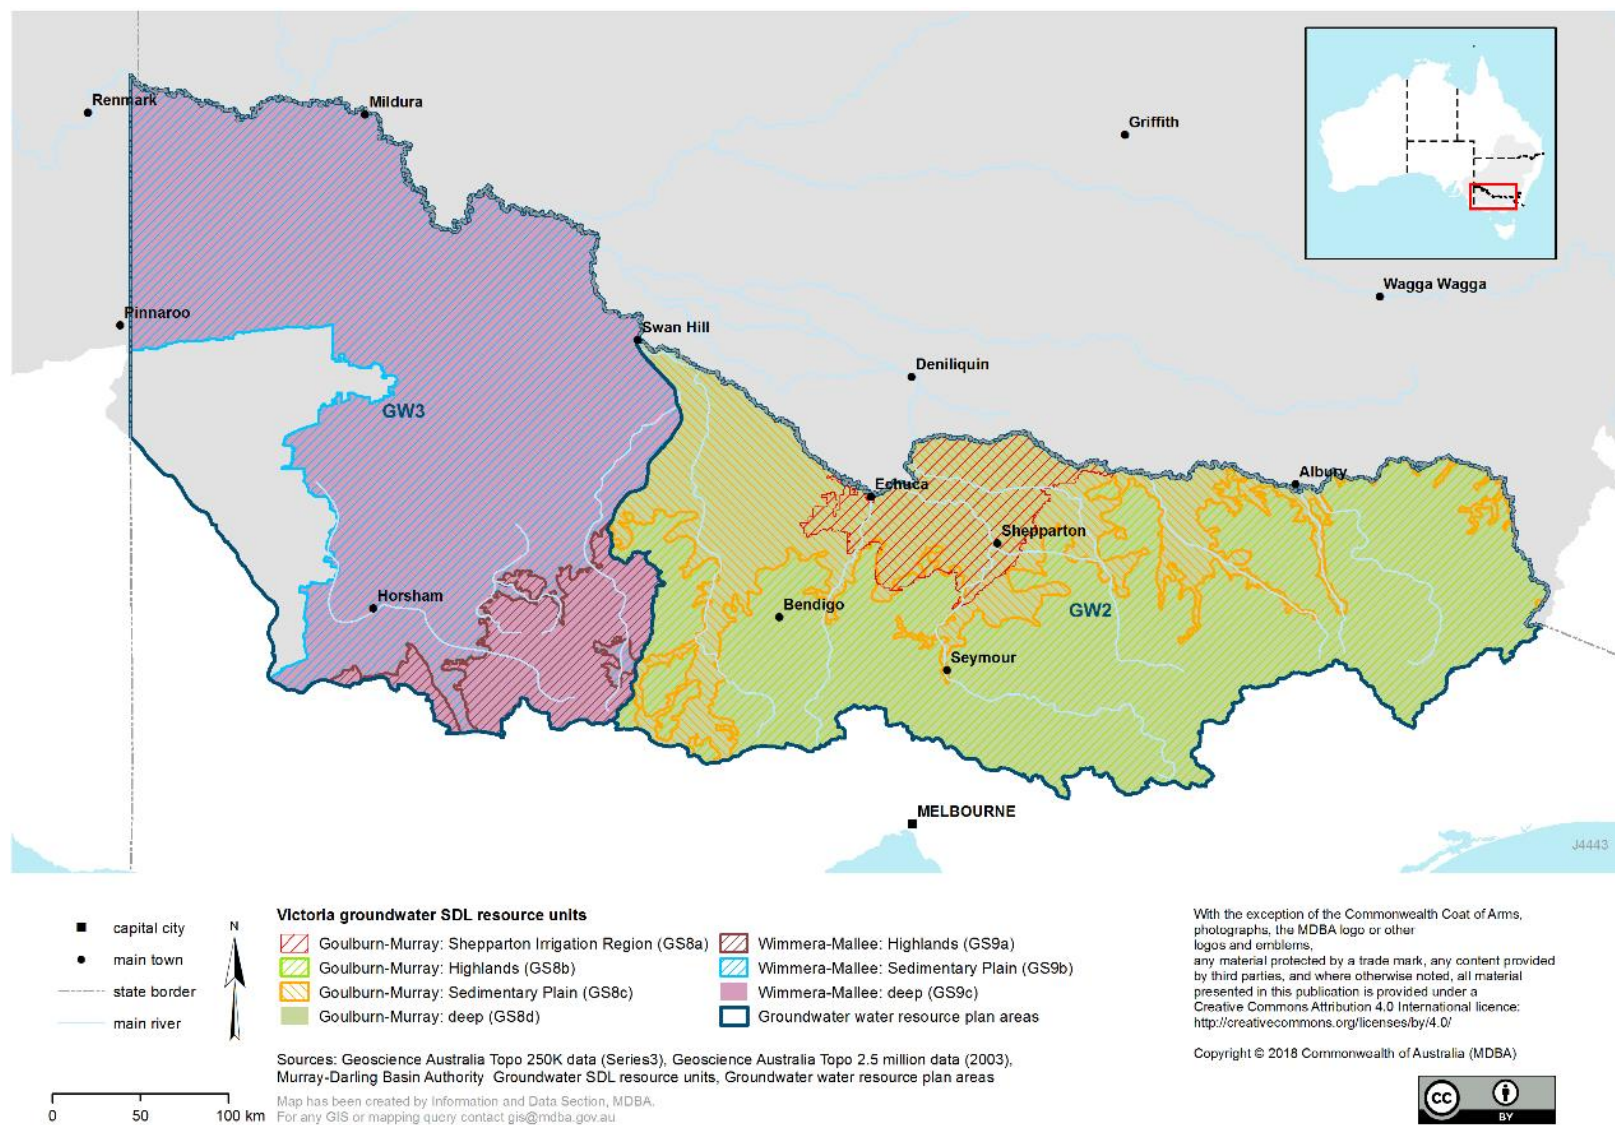 Renmark
Mildura
Griffith
Wagga Wagga
Pinnaroo
Swan Hill
Deniliquin
GW3
Albury
Echuca
Shepparton
Horsham
Bendigo
GW2
Seymour
MELBOURNE
J4443
capital city
main town
state border
main river
N
0 50 100 km
Victoria groundwater SDL resource units
Goulburn-Murray: Shepparton Irrigation Region (GS8a)
Goulburn-Murray: Highlands (GS8b)
Goulburn-Murray: Sedimentary Plain (GS8c)
Goulburn-Murray: deep (GS8d)
Wimmera-Mallee: Highlands (GS9a)
Wimmera-Mallee: Sedimentary Plain (GS9b)
Wimmera-Mallee: deep (GS9c)
Groundwater water resource plan areas
Sources: Geoscience Australia Topo 250K data (Series3), Geoscience Australia Topo 2.5 million data (2003),
Murray-Darling Basin Authority Groundwater SDL resource units, Groundwater water resource plan areas
Map has been created by Information and Data Section, MDBA.
For any GIS or mapping query contact gis@mdba.gov.au
With the exception of the Commonwealth Coat of Arms,
photographs, the MDBA logo or other
logos and emblems,
any material protected by a trade mark, any content provided
by third parties, and where otherwise noted, all material
presented in this publication is provided under a
Creative Commons Attribution 4.0 International licence:
http://creativecommons.org/licenses/by/4.0/
Copyright © 2018 Commonwealth of Australia (MDBA)
CC
BY